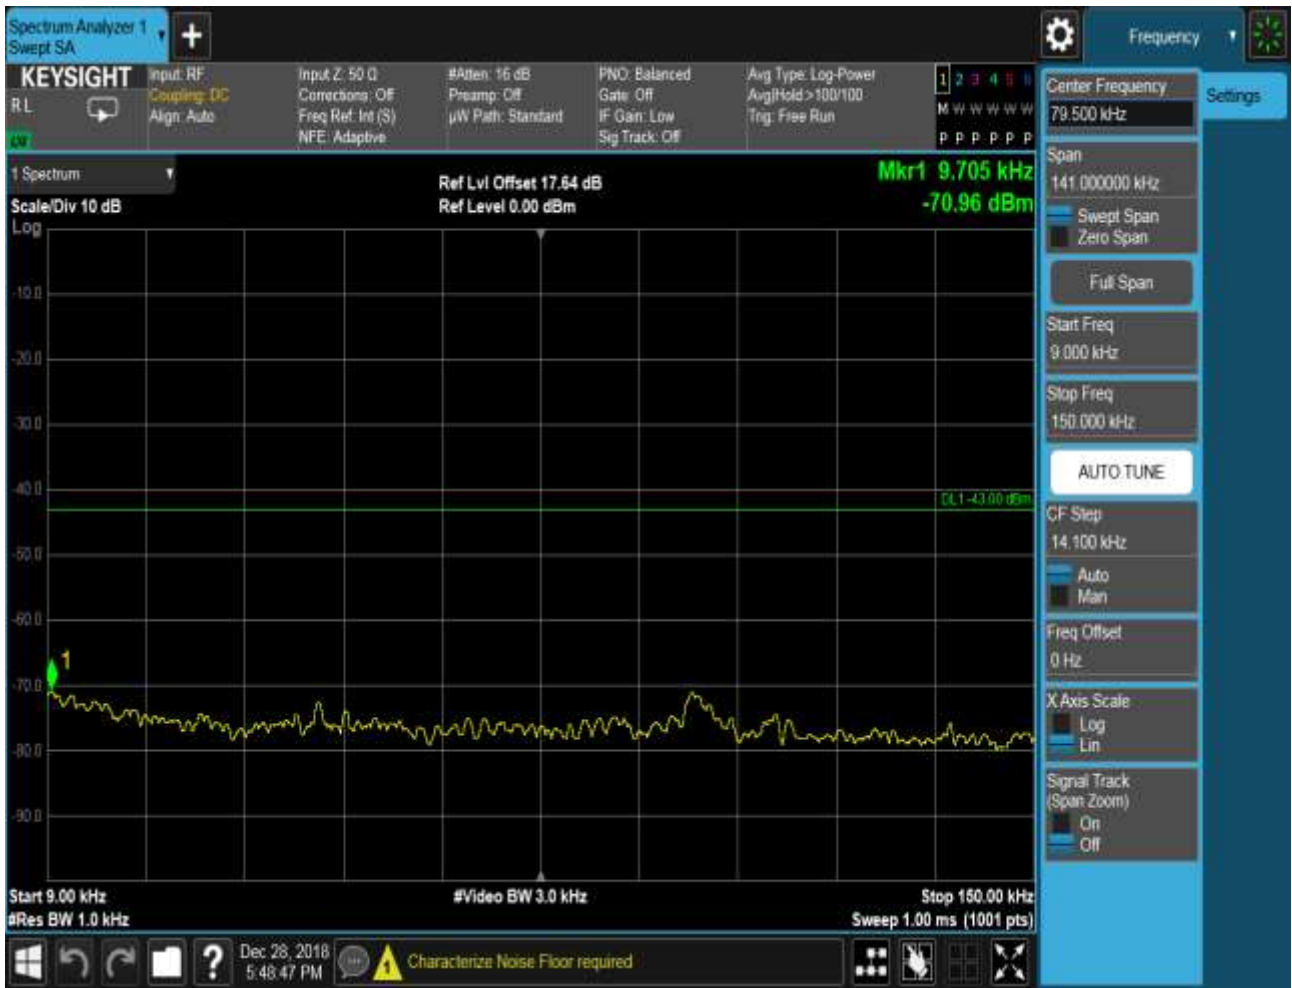 Spectrum Analyzer 1
Swept SA
Frequency
KEYSIGHT
R L
Input: RF
Coupling: DC
Align: Auto
Input Z: 50 Ω
Corrections: Off
Freq Ref: Int (S)
NFE: Adaptive
#Atten: 16 dB
Preamp: Off
µW Path: Standard
PNO: Balanced
Gate: Off
IF Gain: Low
Sig Track: Off
Avg Type: Log-Power
Avg|Hold:>100/100
Trig: Free Run
1 2 3 4 5 6
M W W W W W
P P P P P P
1 Spectrum
Scale/Div 10 dB
Log
Ref Lvl Offset 17.64 dB
Ref Level 0.00 dBm
Mkr1 9.705 kHz
-70.96 dBm
-10.0
-20.0
-30.0
-40.0
DL1 -43.00 dBm
-50.0
-60.0
1
-70.0
-80.0
-90.0
Start 9.00 kHz
#Video BW 3.0 kHz
Stop 150.00 kHz
#Res BW 1.0 kHz
Sweep 1.00 ms (1001 pts)
Center Frequency
79.500 kHz
Settings
Span
141.000000 kHz
Swept Span
Zero Span
Full Span
Start Freq
9.000 kHz
Stop Freq
150.000 kHz
AUTO TUNE
CF Step
14.100 kHz
Auto
Man
Freq Offset
0 Hz
X Axis Scale
Log
Lin
Signal Track
(Span Zoom)
On
Off
?
Dec 28, 2018
5:48:47 PM
1
Characterize Noise Floor required